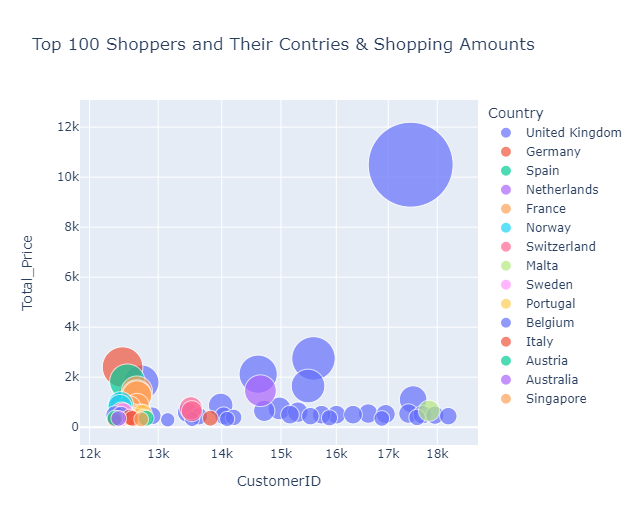 Top 100 Shoppers and Their Contries & Shopping Amounts
Country
United Kingdom
Germany
Spain
Netherlands
France
Norway
Switzerland
Malta
Sweden
Portugal
Belgium
Italy
Austria
Australia
Singapore
12k
10k
8k
6k
4k
2k
0
Total_Price
12k 13k 14k 15k 16k 17k 18k
CustomerID